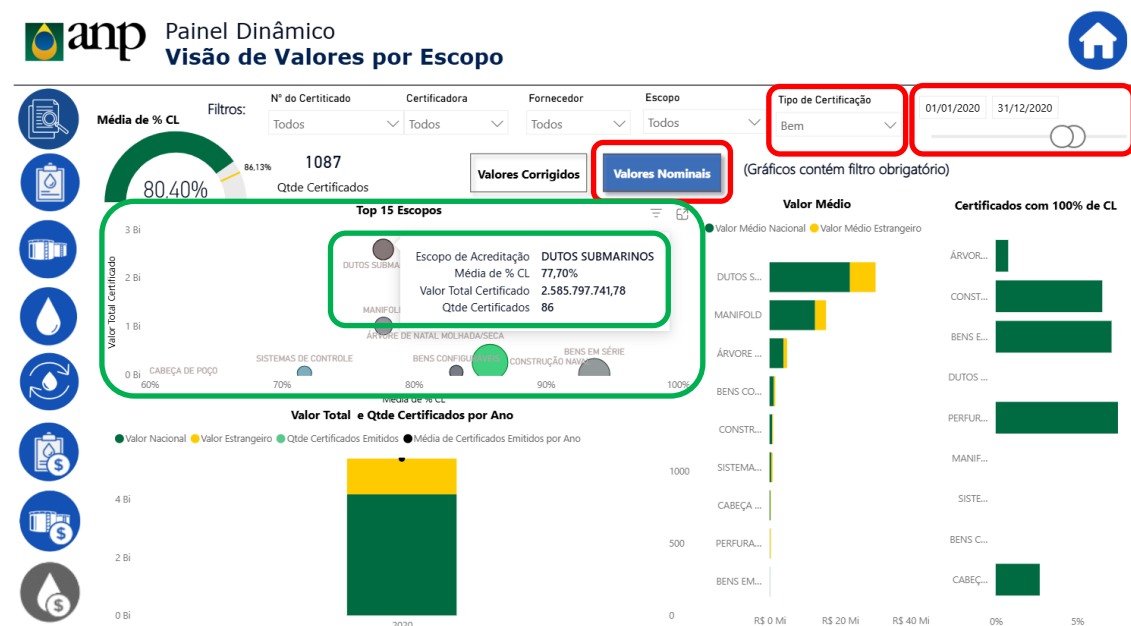 anp
Painel Dinâmico
Visão de Valores por Escopo
Filtros:
Nº do Certiticado
Certificadora
Fornecedor
Escopo
Tipo de Certificação
Todos
Todos
Todos
Todos
Bem
01/01/2020
31/12/2020
Média de % CL
86,13%
80.40%
1087
Qtde Certificados
Valores Corrigidos
Valores Nominais
(Gráficos contém filtro obrigatório)
Top 15 Escopos
Valor Total Certificado
3 Bi
2 Bi
1 Bi
0 Bi
DUTOS SUBMA
MANIFOL
ÁRVORE DE NATAL MOLHADA/SECA
SISTEMAS DE CONTROLE
BENS EM SÉRIE
CONSTRUÇÃO NAVAL
CABEÇA DE POÇO
60%
70%
80%
90%
100%
Média de % CL
Escopo de Acreditação DUTOS SUBMARINOS
Média de % CL 77,70%
Valor Total Certificado 2.585.797.741,78
Qtde Certificados 86
Valor Total e Qtde Certificados por Ano
Valor Nacional Valor Estrangeiro Qtde Certificados Emitidos Média de Certificados Emitidos por Ano
4 Bi
2 Bi
0 Bi
1000
500
0
2020
Valor Médio
Valor Médio Nacional Valor Médio Estrangeiro
DUTOS S...
MANIFOLD
ÁRVORE ...
BENS CO...
CONSTR...
SISTEMA...
CABEÇA ...
PERFURA...
BENS EM...
R$ 0 Mi
R$ 20 Mi
R$ 40 Mi
Certificados com 100% de CL
ÁRVOR...
CONST...
BENS E...
DUTOS ...
PERFUR...
MANIF...
SISTE...
BENS C...
CABEÇ...
0%
5%